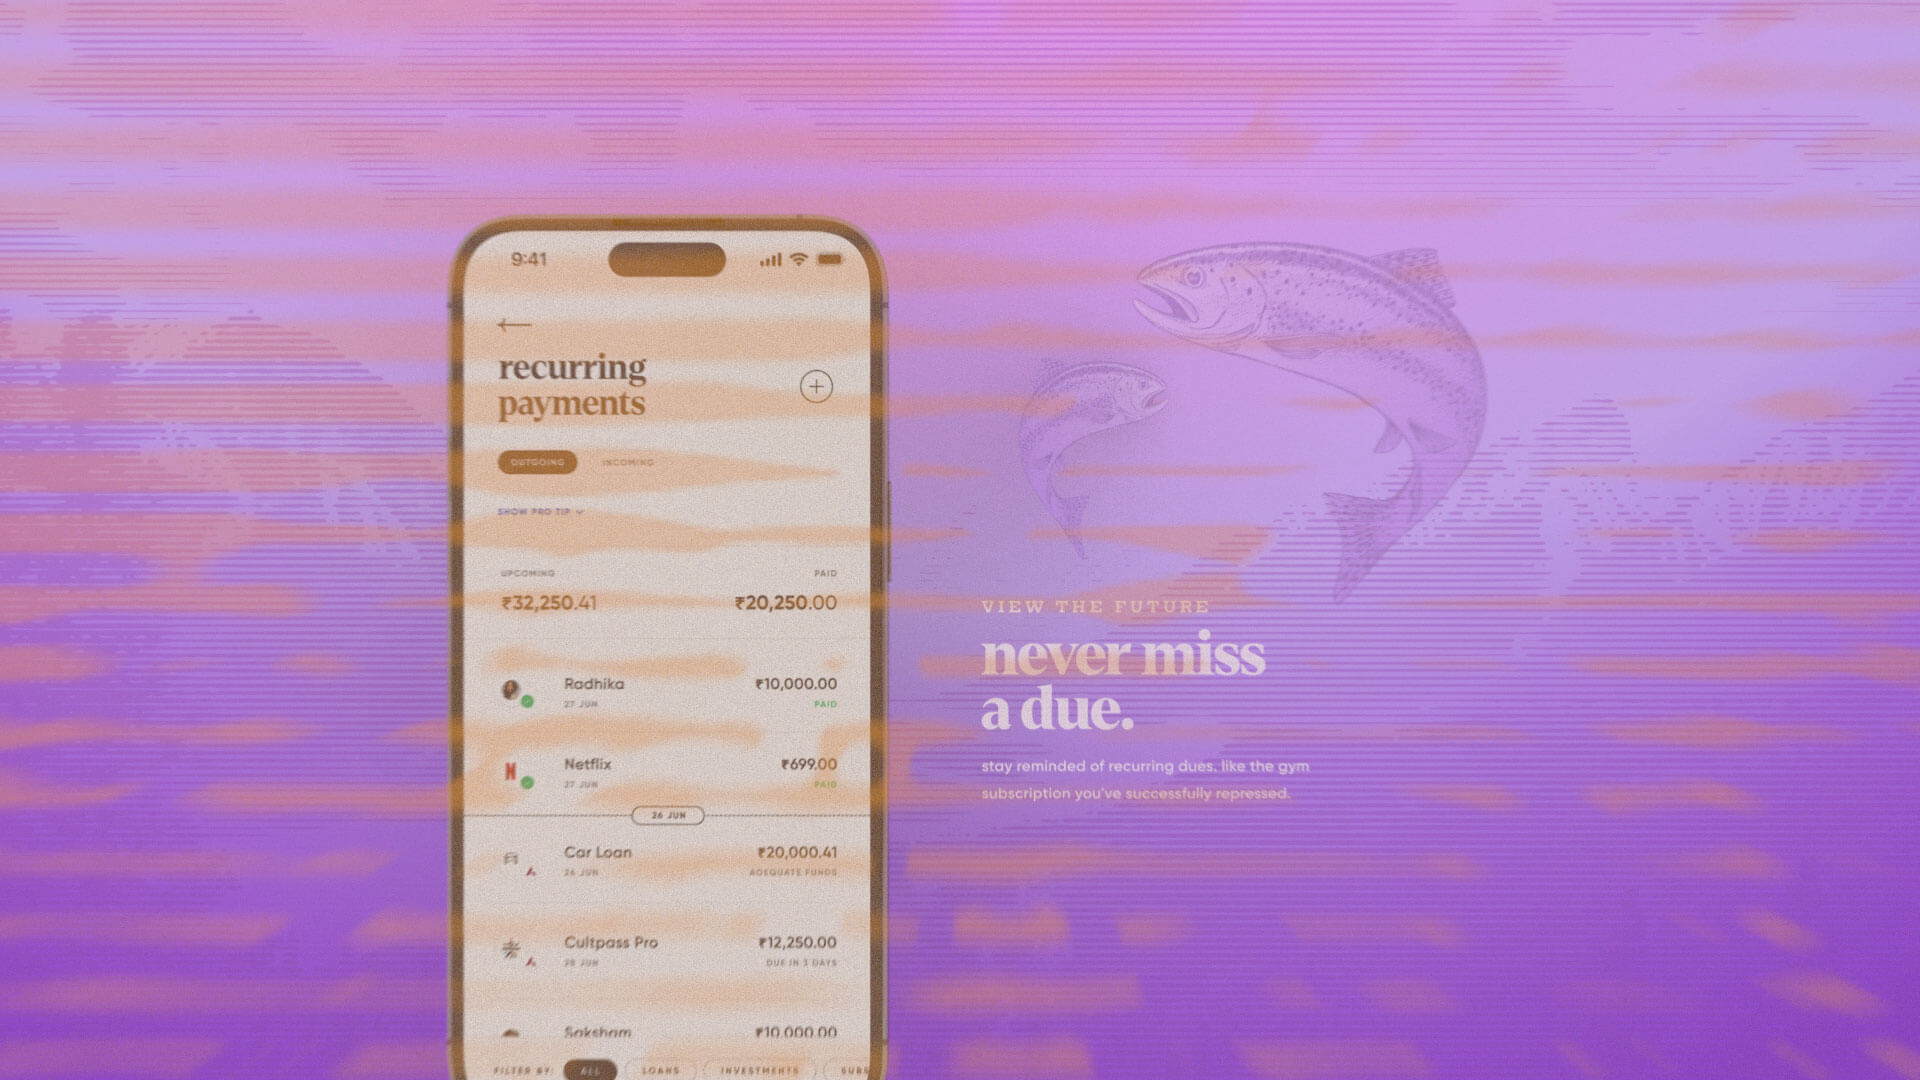 9:41
recurring
payments
OUTGOING INCOMING
SHOW PRO TIP
UPCOMING PAID
₹32,250.41 ₹20,250.00
Radhika ₹10,000.00
27 JUN PAID
Netflix ₹699.00
27 JUN PAID
26 JUN
Car Loan ₹20,000.41
26 JUN ADEQUATE FUNDS
Cultpass Pro ₹12,250.00
28 JUN DUE IN 3 DAYS
Saksham ₹10,000.00
FILTER BY: ALL LOANS INVESTMENTS SUBS
VIEW THE FUTURE
never miss
a due.
stay reminded of recurring dues. like the gym
subscription you've successfully repressed.